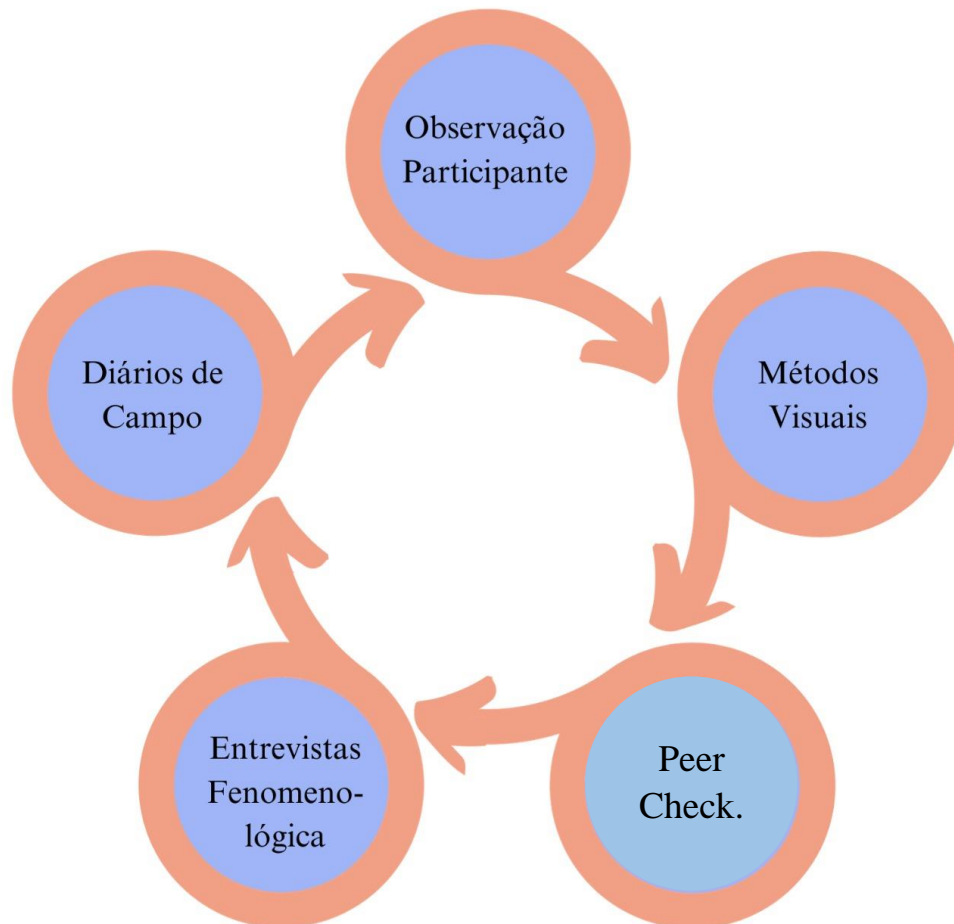 Observação
Participante
Métodos
Visuais
Peer
Check.
Entrevistas
Fenomeno-
lógica
Diários de
Campo